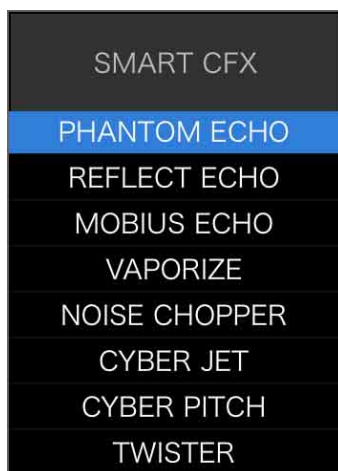 SMART CFX
PHANTOM ECHO
REFLECT ECHO
MOBIUS ECHO
VAPORIZE
NOISE CHOPPER
CYBER JET
CYBER PITCH
TWISTER